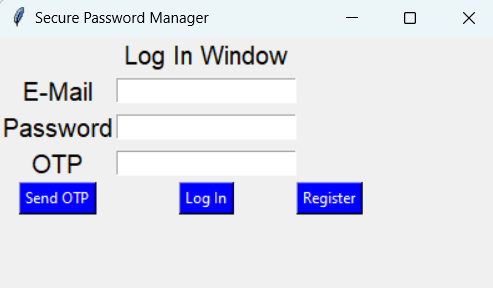 Secure Password Manager
Log In Window
E-Mail
Password
OTP
Send OTP Log In Register